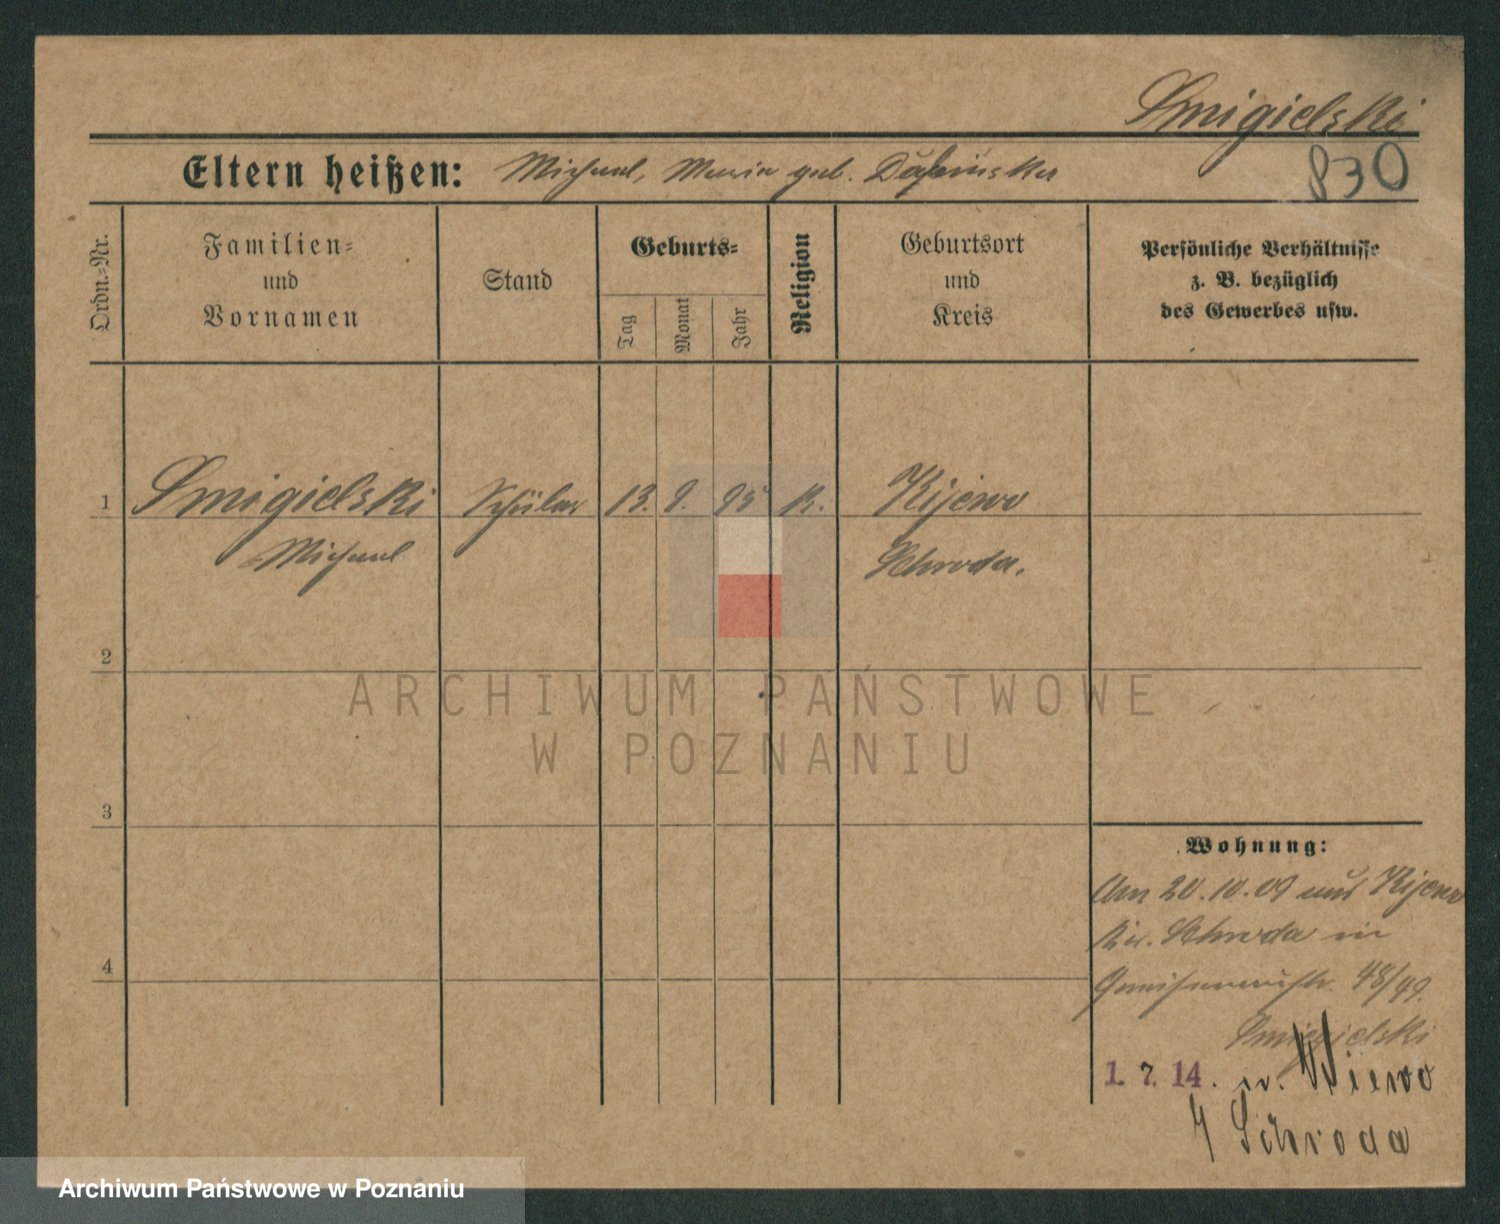 Smigielski
830
Eltern heißen: Michael, Maria geb.
Ordn.=Nr.
Familien=
und
Vornamen
Stand
Geburts=
Tag
Monat
Jahr
Religion
Geburtsort
und
Kreis
Persönliche Verhältnisse
z. B. bezüglich
des Gewerbes usw.
1 Smigielski Schüler 13. 9. 95 K. Kijewo
Michael Schroda.
2
ARCHIWUM PAŃSTWOWE
W POZNANIU
3
Wohnung:
Am 20.10.09 aus Kijewo
Kr. Schroda in
Gneisenaustr. 48/49.
4
Smigielski
1. 7. 14. n. Kiewo
Schroda
Archiwum Państwowe w Poznaniu